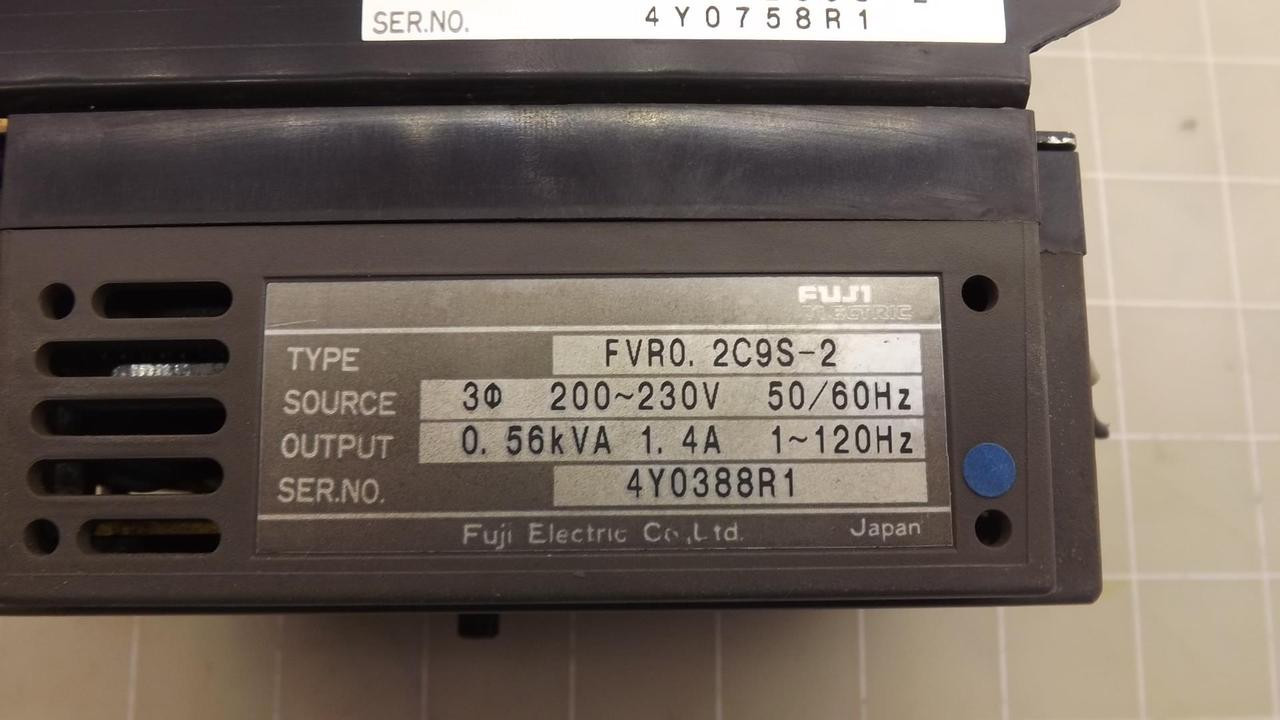 SER.NO. 4Y0758R1
FUJI
ELECTRIC
TYPE FVR0. 2C9S-2
SOURCE 3Φ 200~230V 50/60Hz
OUTPUT 0. 56kVA 1. 4A 1~120Hz
SER.NO. 4Y0388R1
Fuji Electric Co.,Ltd. Japan